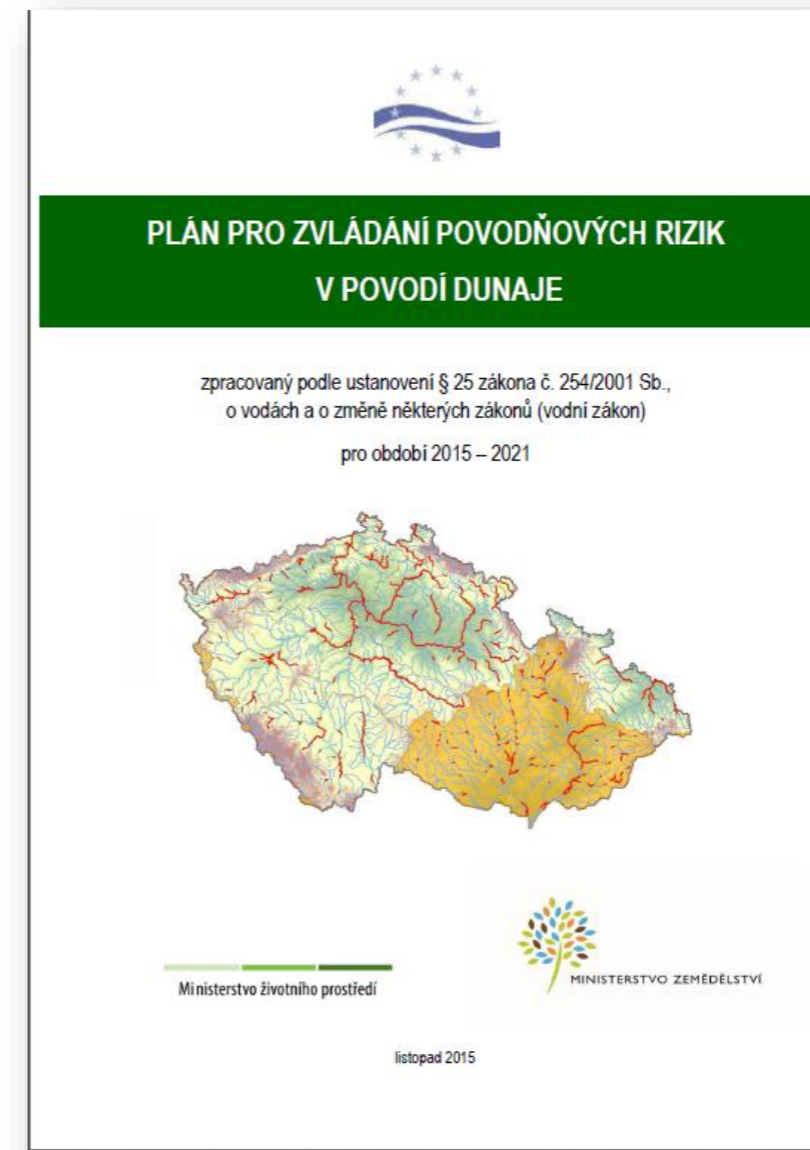 PLÁN PRO ZVLÁDÁNÍ POVODŇOVÝCH RIZIK
V POVODÍ DUNAJE
zpracovaný podle ustanovení § 25 zákona č. 254/2001 Sb.,
o vodách a o změně některých zákonů (vodní zákon)
pro období 2015 – 2021
Ministerstvo životního prostředí
MINISTERSTVO ZEMĚDĚLSTVÍ
listopad 2015